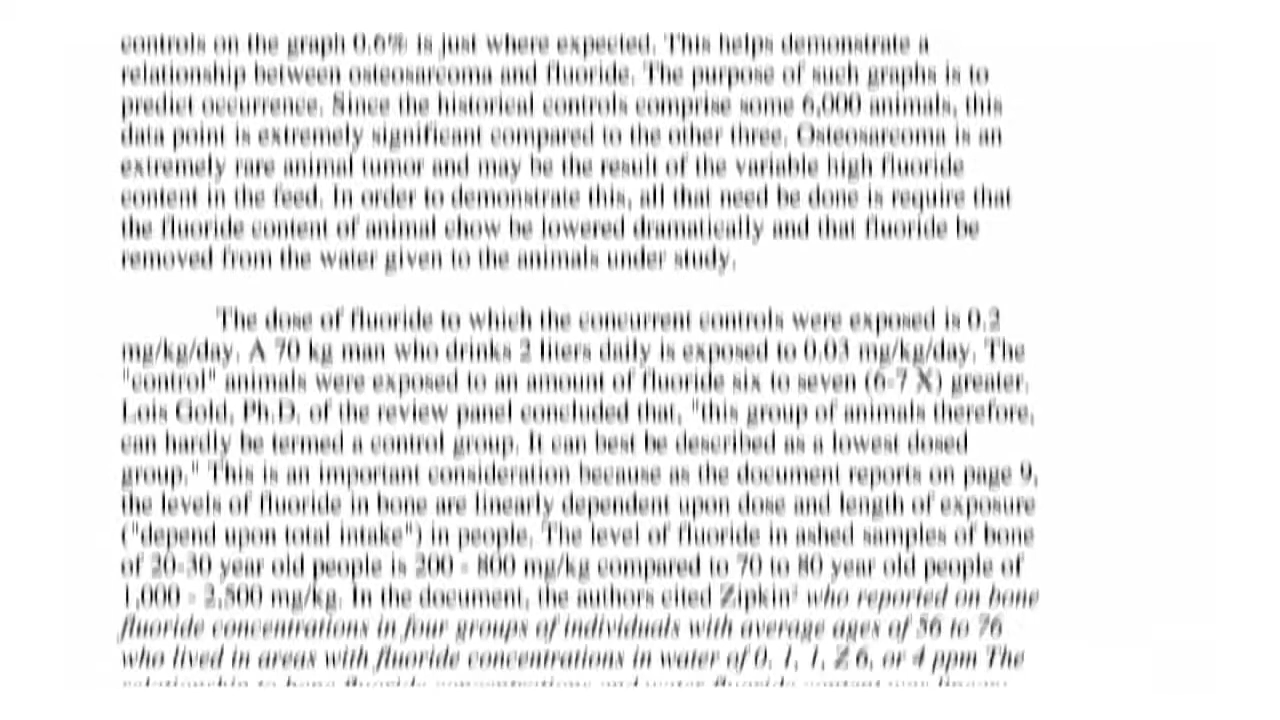 controls on the graph 0.6% is just where expected. This helps demonstrate a
relationship between osteosarcoma and fluoride. The purpose of such graphs is to
predict occurrence. Since the historical controls comprise some 6,000 animals, this
data point is extremely significant compared to the other three. Osteosarcoma is an
extremely rare animal tumor and may be the result of the variable high fluoride
content in the feed. In order to demonstrate this, all that need be done is require that
the fluoride content of animal chow be lowered dramatically and that fluoride be
removed from the water given to the animals under study.
The dose of fluoride to which the concurrent controls were exposed is 0.2
mg/kg/day. A 70 kg man who drinks 2 liters daily is exposed to 0.03 mg/kg/day. The
"control" animals were exposed to an amount of fluoride six to seven (6-7 X) greater.
Lois Gold, Ph.D. of the review panel concluded that, "this group of animals therefore,
can hardly be termed a control group. It can best be described as a lowest dosed
group." This is an important consideration because as the document reports on page 9,
the levels of fluoride in bone are linearly dependent upon dose and length of exposure
("depend upon total intake") in people. The level of fluoride in ashed samples of bone
of 20-30 year old people is 200 - 800 mg/kg compared to 70 to 80 year old people of
1,000 - 2,500 mg/kg. In the document, the authors cited Zipkin who reported on bone
fluoride concentrations in four groups of individuals with average ages of 56 to 76
who lived in areas with fluoride concentrations in water of 0. 1, 1, 2.6, or 4 ppm The